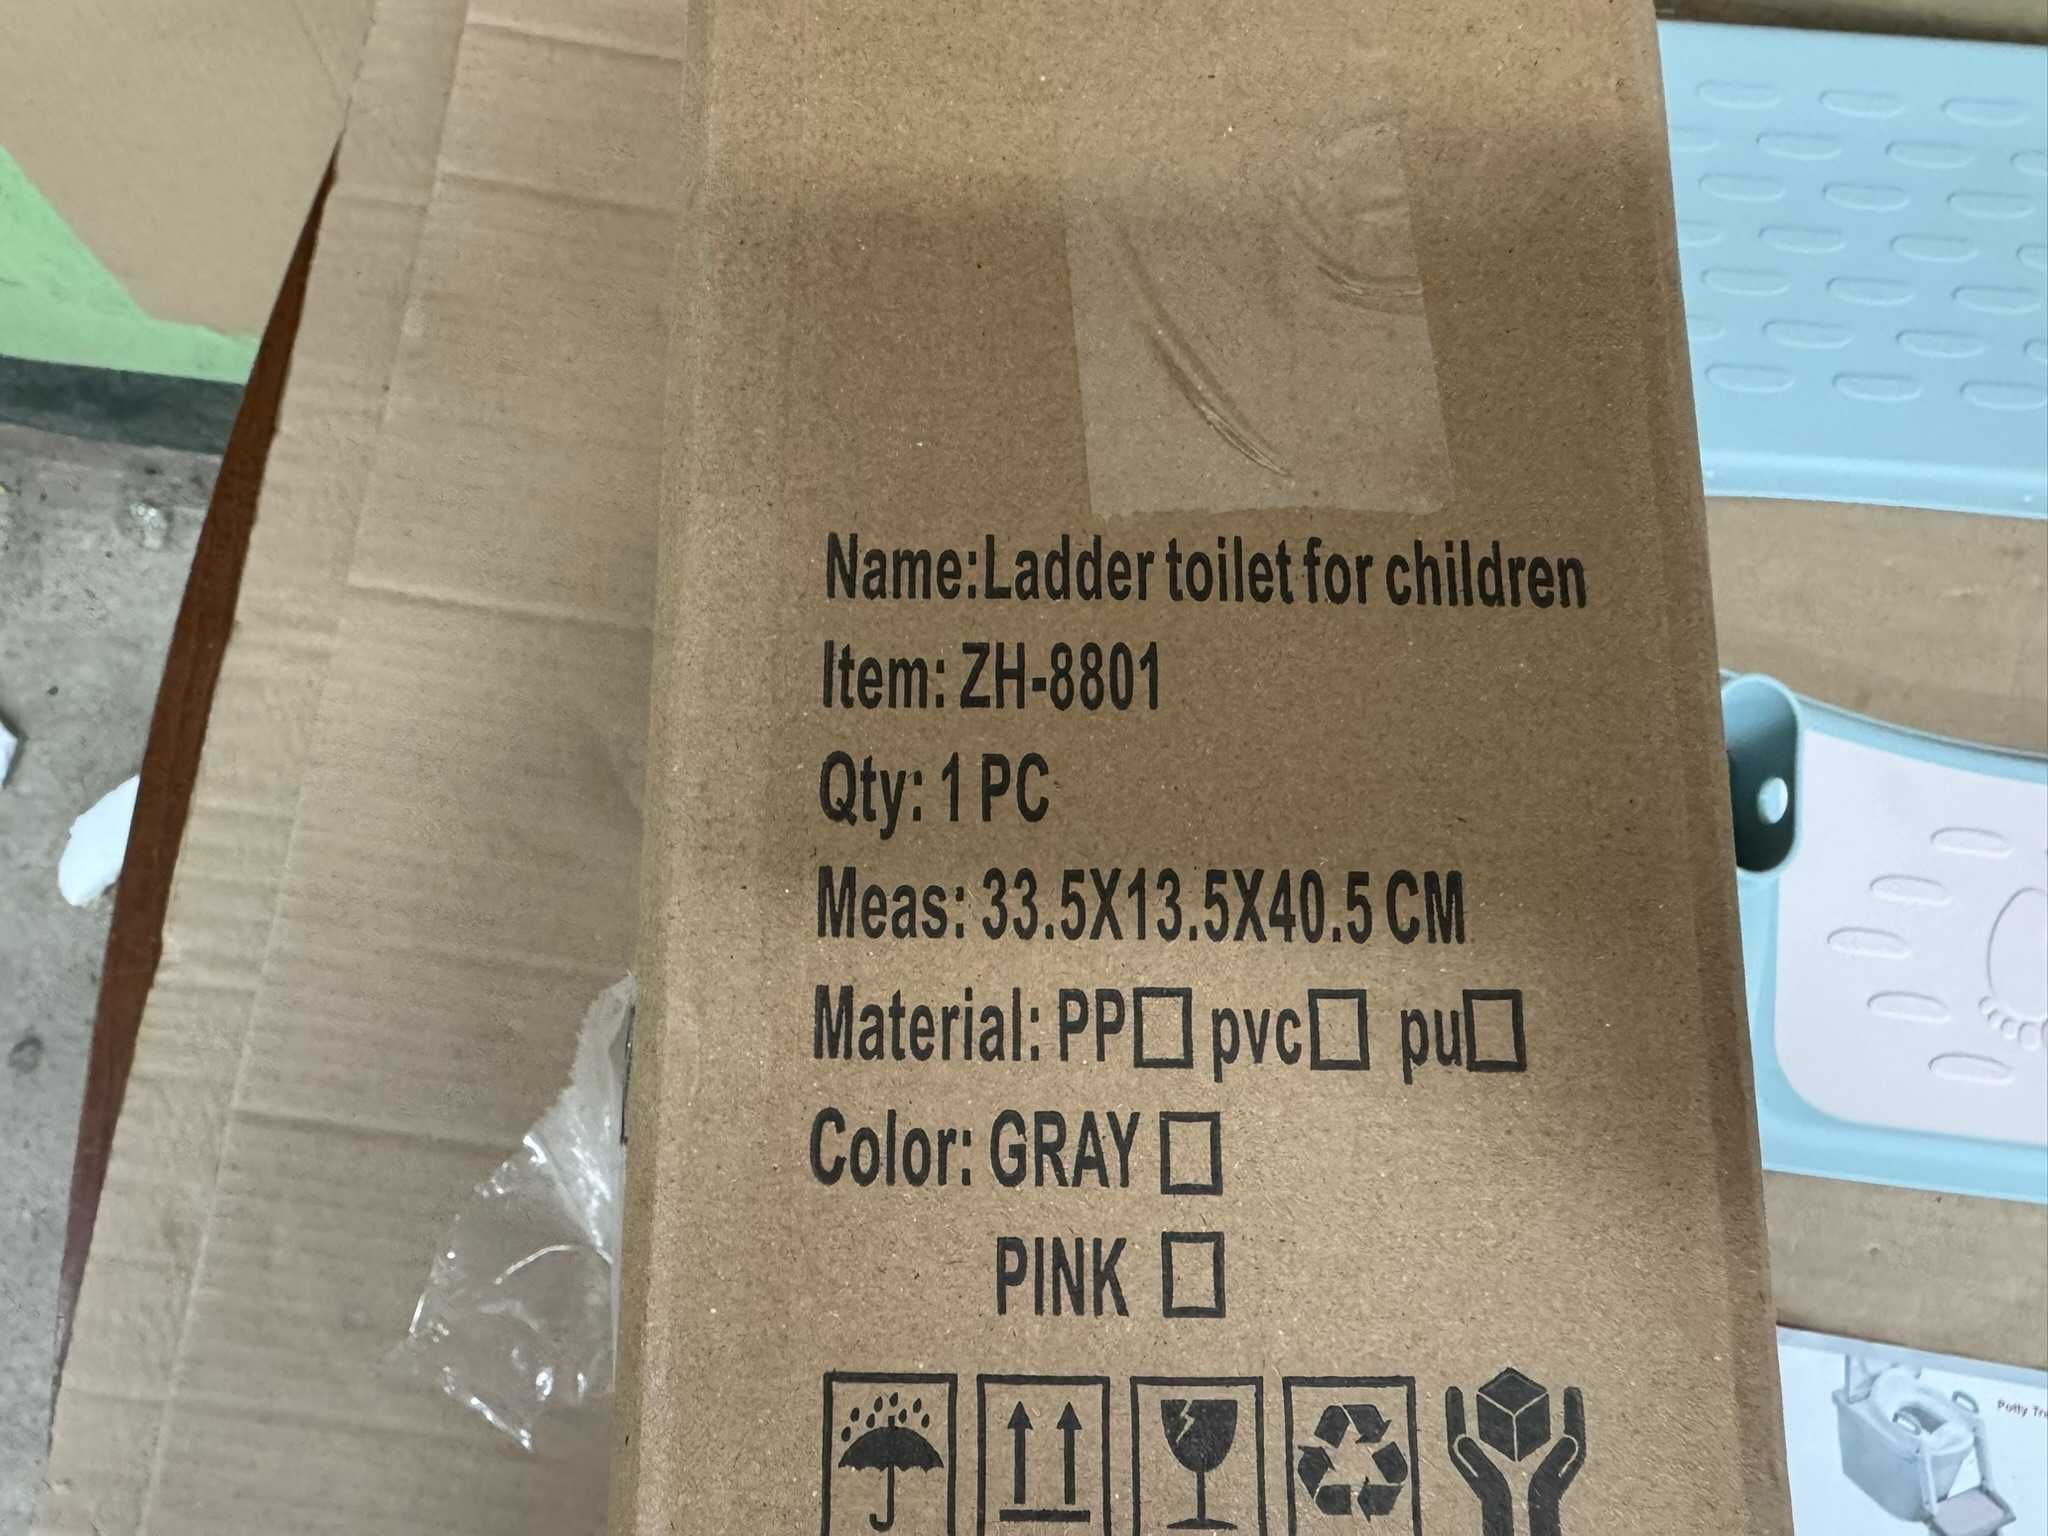 Name:Ladder toilet for children
Item: ZH-8801
Qty: 1 PC
Meas: 33.5X13.5X40.5 CM
Material: PP☐ pvc☐ pu☐
Color: GRAY ☐
PINK ☐
Potty